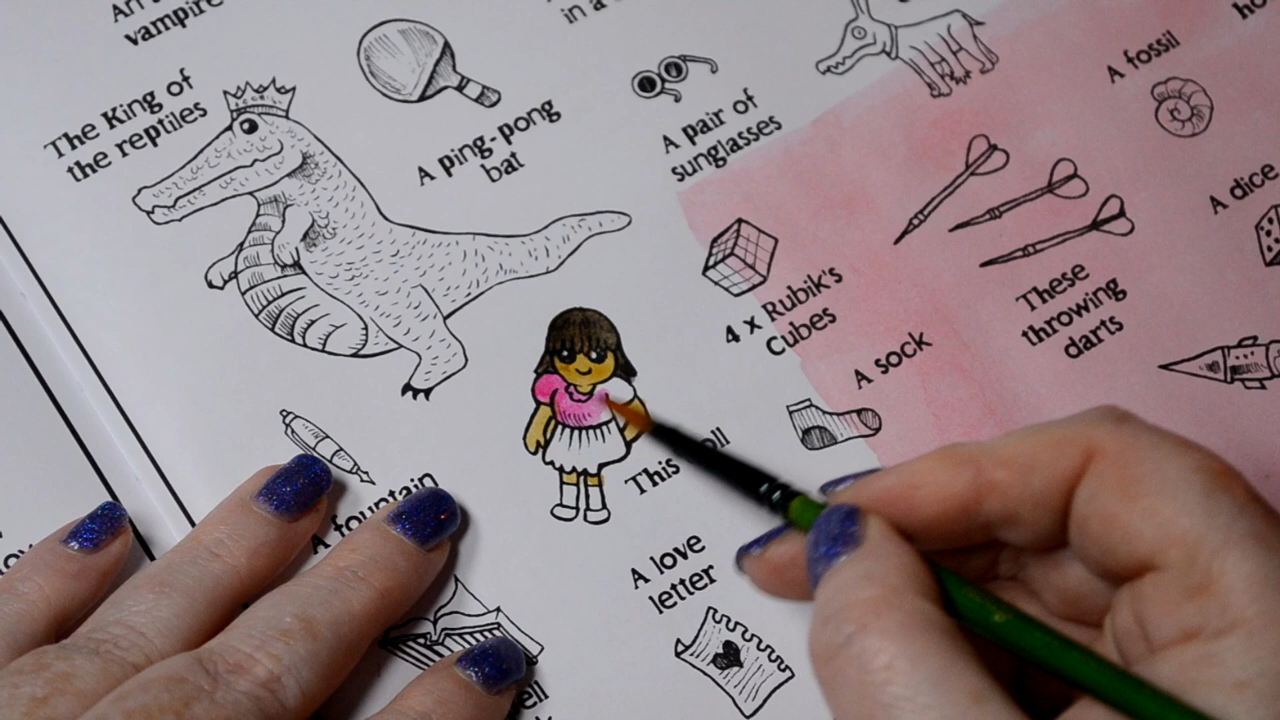 vampire
in a
The King of
the reptiles
A ping-pong
bat
A pair of
sunglasses
A fossil
A dice
4 x Rubik's
Cubes
These
throwing
darts
A sock
This
A fountain
A love
letter